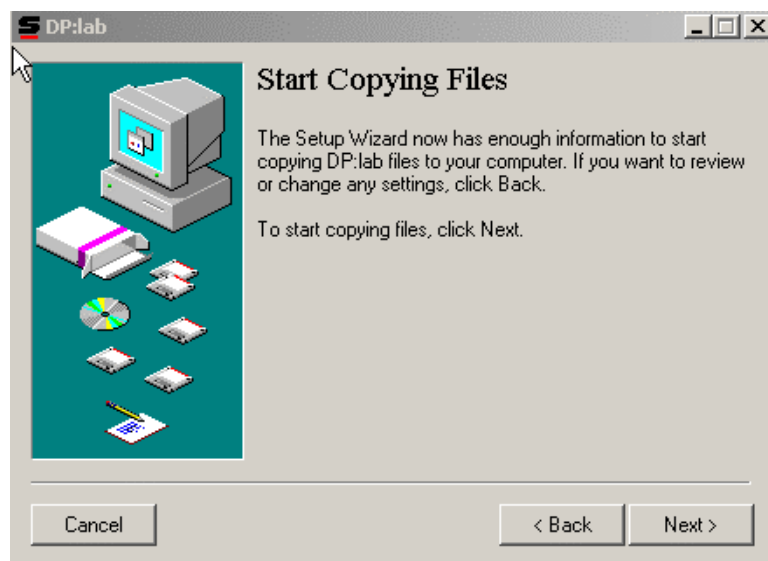 DP:lab
Start Copying Files
The Setup Wizard now has enough information to start
copying DP:lab files to your computer. If you want to review
or change any settings, click Back.
To start copying files, click Next.
Cancel
< Back
Next >